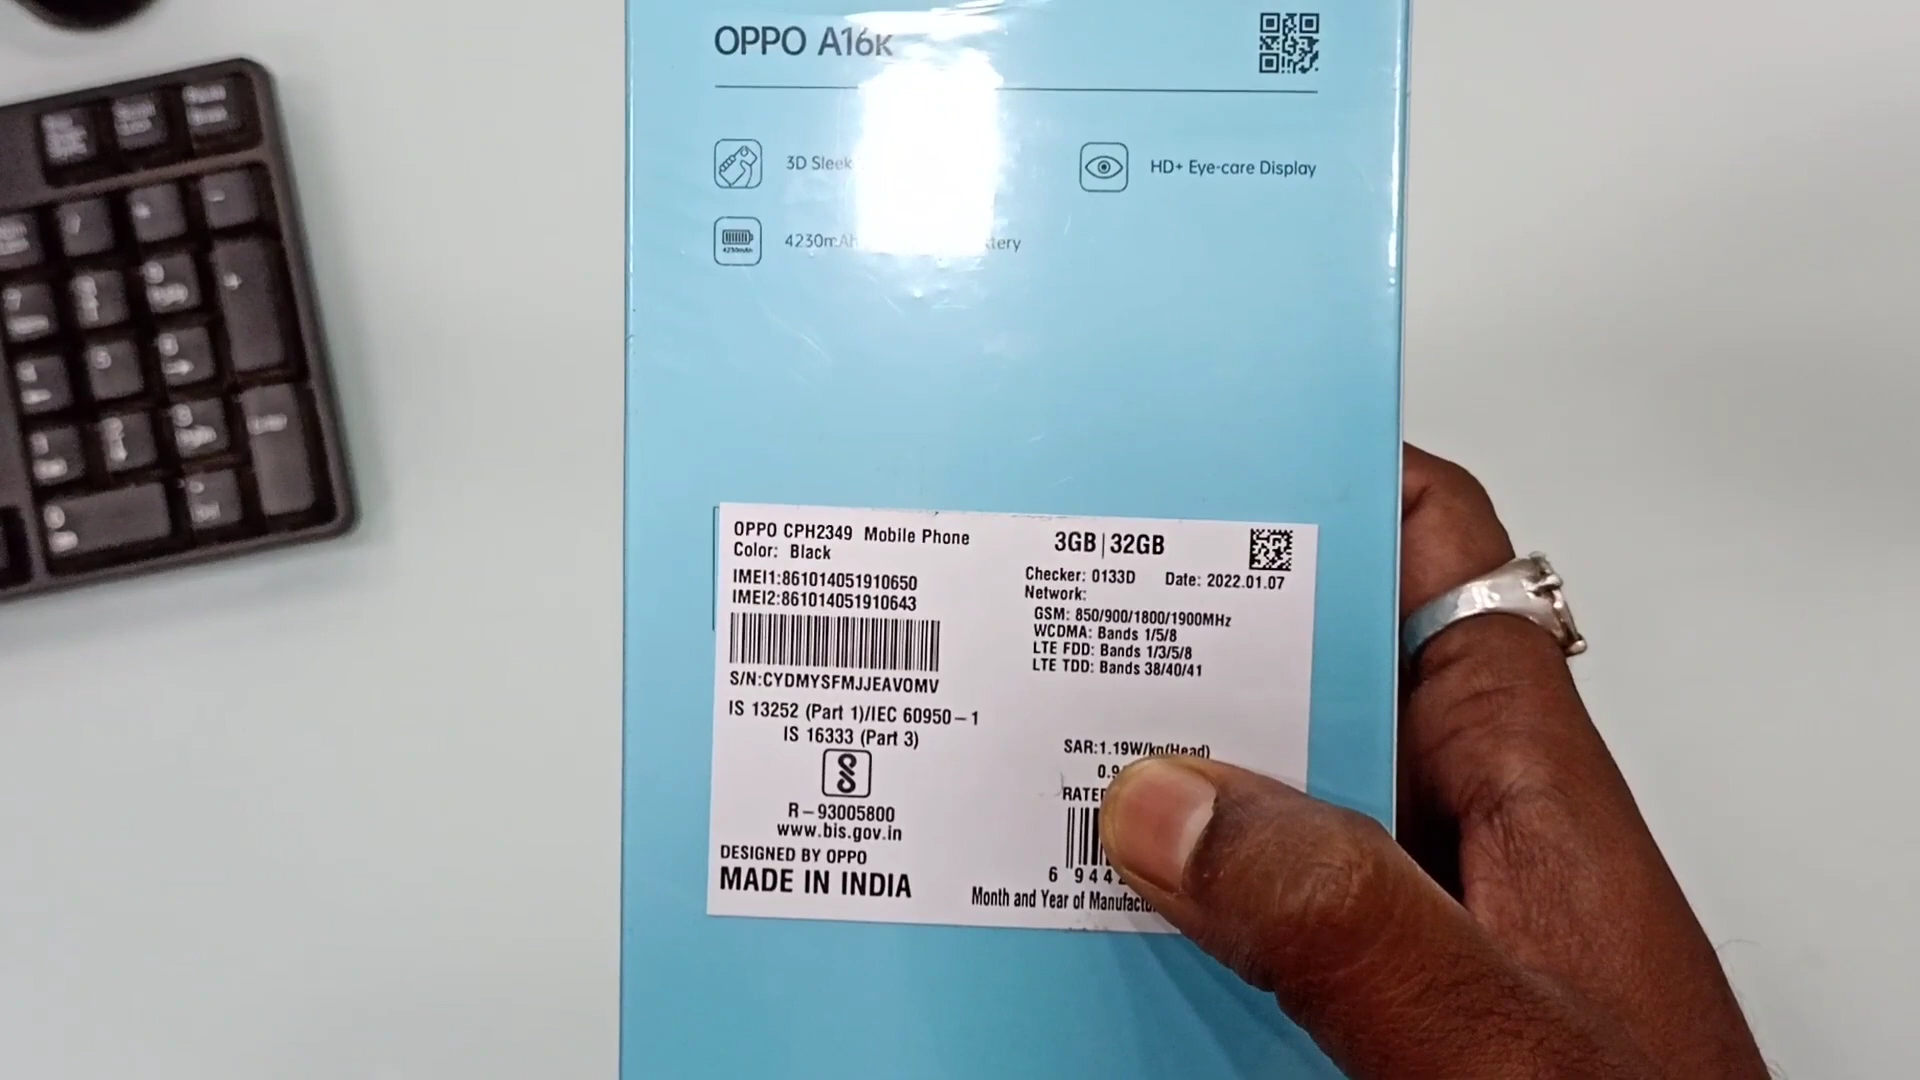 OPPO A16K
3D Sleek
HD+ Eye-care Display
4230mAh
OPPO CPH2349 Mobile Phone
Color: Black
3GB|32GB
IMEI1:861014051910650
IMEI2:861014051910643
Checker: 0133D Date: 2022.01.07
Network:
GSM: 850/900/1800/1900MHz
WCDMA: Bands 1/5/8
LTE FDD: Bands 1/3/5/8
LTE TDD: Bands 38/40/41
S/N:CYDMYSFMJJEAVOMV
IS 13252 (Part 1)/IEC 60950-1
IS 16333 (Part 3)
R-93005800
www.bis.gov.in
DESIGNED BY OPPO
MADE IN INDIA
SAR:1.19W/kg(Head)
Month and Year of